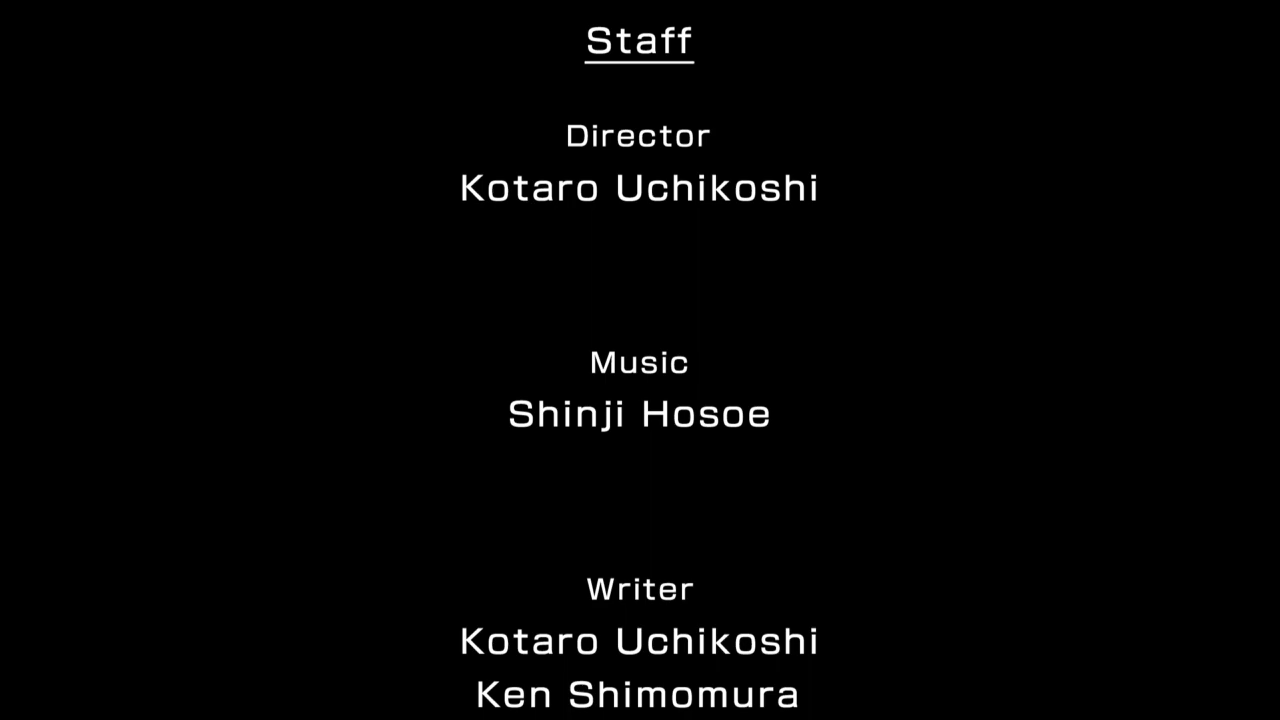 Staff
Director
Kotaro Uchikoshi
Music
Shinji Hosoe
Writer
Kotaro Uchikoshi
Ken Shimomura